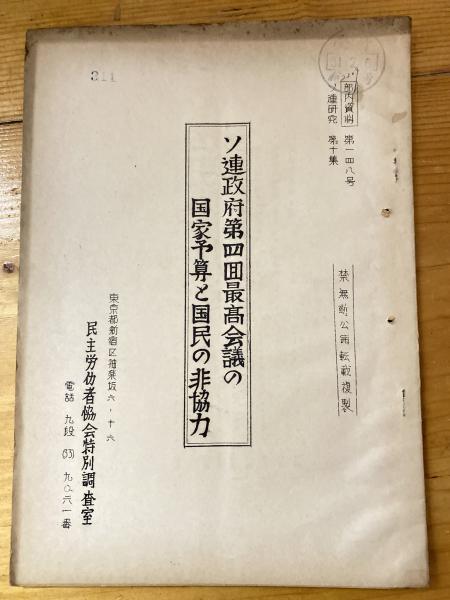 部内資料 第一四八号
ソ連研究 第十集
禁無断公開転載複製
ソ連政府第四回最高会議の
国家予算と国民の非協力
東京都新宿区神楽坂六ノ十六
民主労仂者協会特別調査室
電話 九段(33)九〇六一番
311